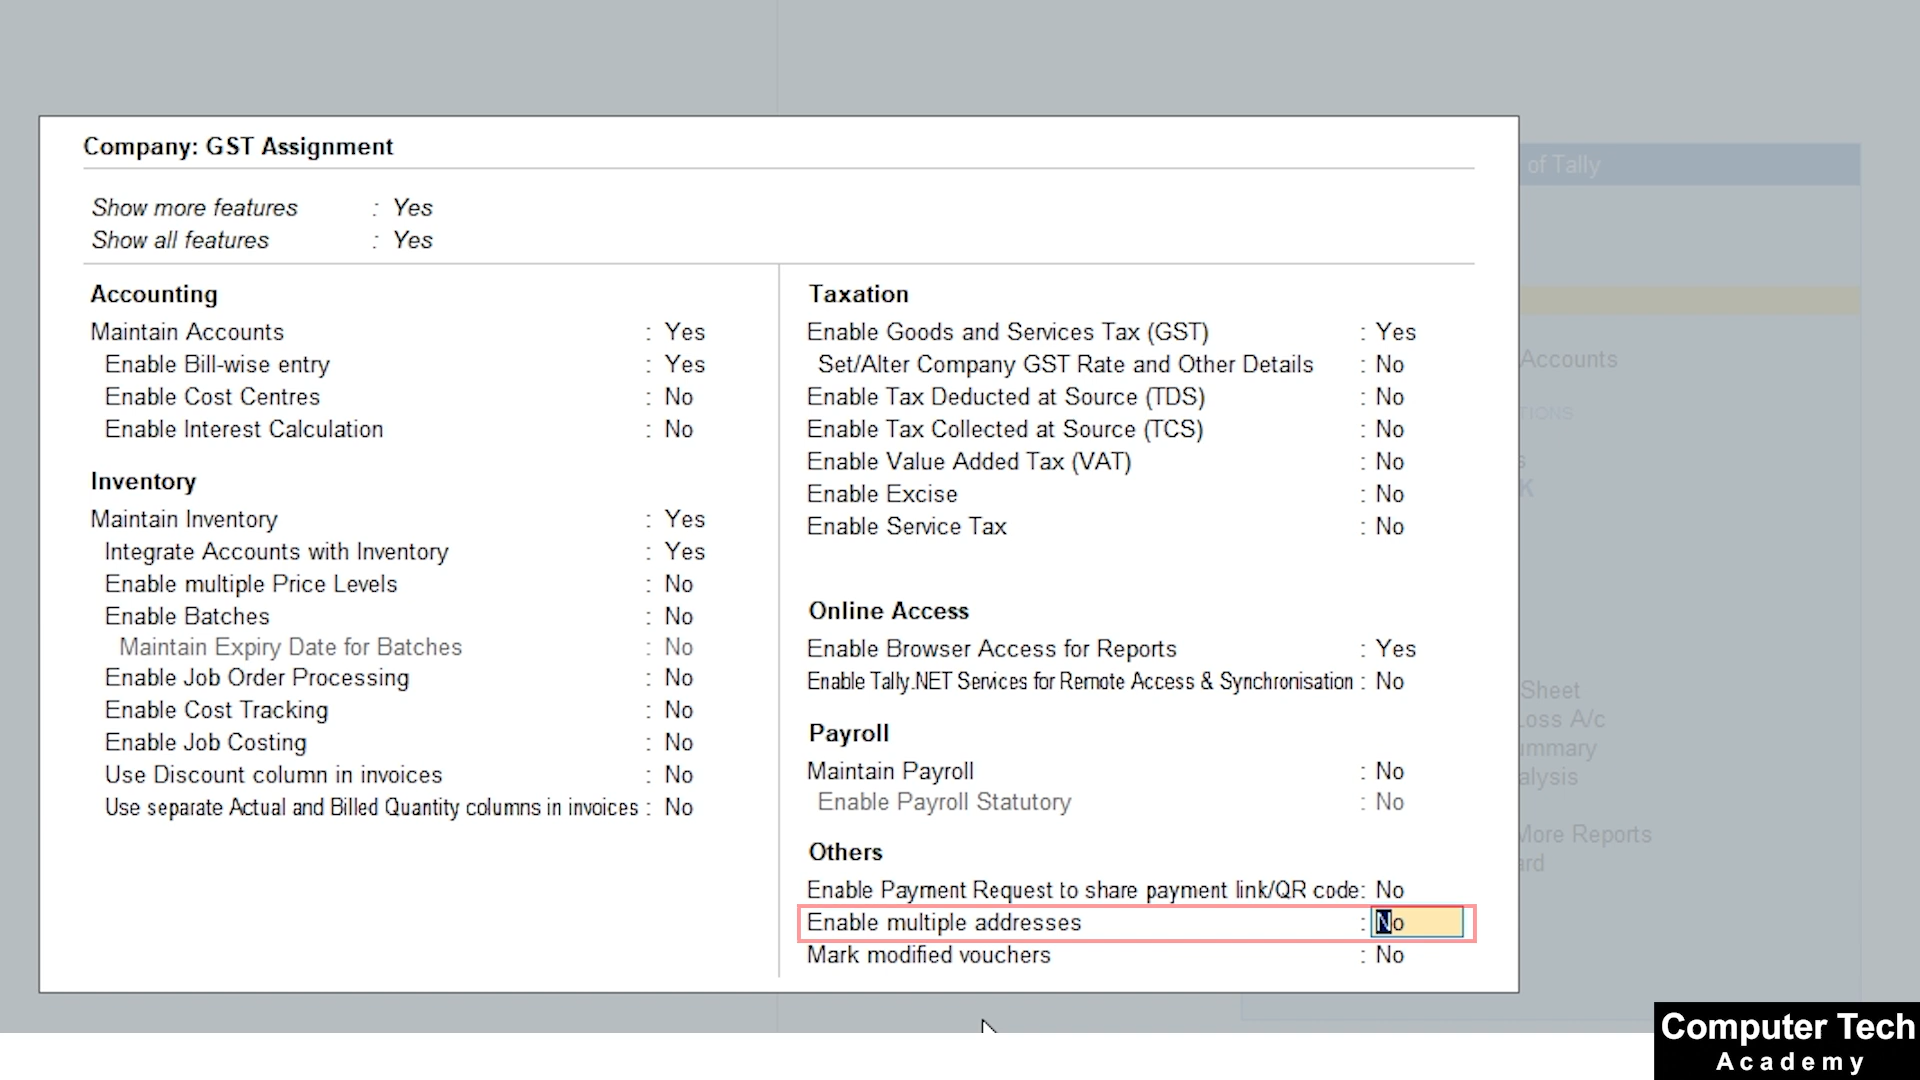 Company: GST Assignment
Show more features : Yes
Show all features : Yes
Accounting
Maintain Accounts : Yes
Enable Bill-wise entry : Yes
Enable Cost Centres : No
Enable Interest Calculation : No
Inventory
Maintain Inventory : Yes
Integrate Accounts with Inventory : Yes
Enable multiple Price Levels : No
Enable Batches : No
Maintain Expiry Date for Batches : No
Enable Job Order Processing : No
Enable Cost Tracking : No
Enable Job Costing : No
Use Discount column in invoices : No
Use separate Actual and Billed Quantity columns in invoices : No
Taxation
Enable Goods and Services Tax (GST) : Yes
Set/Alter Company GST Rate and Other Details : No
Enable Tax Deducted at Source (TDS) : No
Enable Tax Collected at Source (TCS) : No
Enable Value Added Tax (VAT) : No
Enable Excise : No
Enable Service Tax : No
Online Access
Enable Browser Access for Reports : Yes
Enable Tally.NET Services for Remote Access & Synchronisation : No
Payroll
Maintain Payroll : No
Enable Payroll Statutory : No
Others
Enable Payment Request to share payment link/QR code: No
Enable multiple addresses : No
Mark modified vouchers : No
of Tally
Accounts
Sheet
Loss A/c
More Reports
Computer Tech
Academy